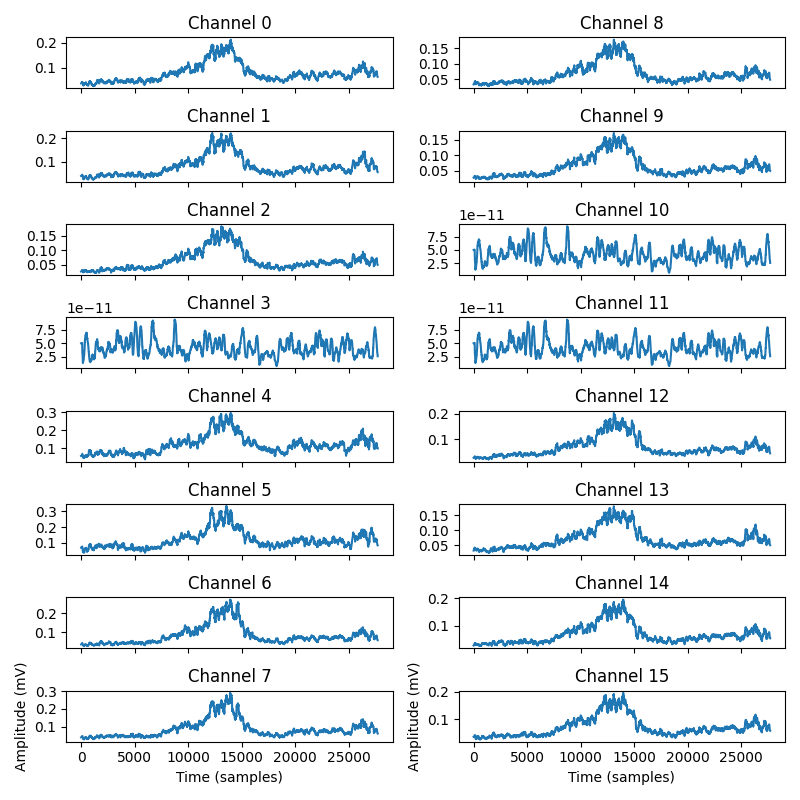 Channel 0
0.2
0.1
Channel 1
0.2
0.1
Channel 2
0.15
0.10
0.05
Channel 3
1e−11
7.5
5.0
2.5
Channel 4
0.3
0.2
0.1
Channel 5
0.3
0.2
0.1
Channel 6
0.2
0.1
Channel 7
0.3
0.2
0.1
Amplitude (mV)
0 5000 10000 15000 20000 25000
Time (samples)
Channel 8
0.15
0.10
0.05
Channel 9
0.15
0.10
0.05
Channel 10
1e−11
7.5
5.0
2.5
Channel 11
1e−11
7.5
5.0
2.5
Channel 12
0.2
0.1
Channel 13
0.15
0.10
0.05
Channel 14
0.2
0.1
Channel 15
0.2
0.1
Amplitude (mV)
0 5000 10000 15000 20000 25000
Time (samples)